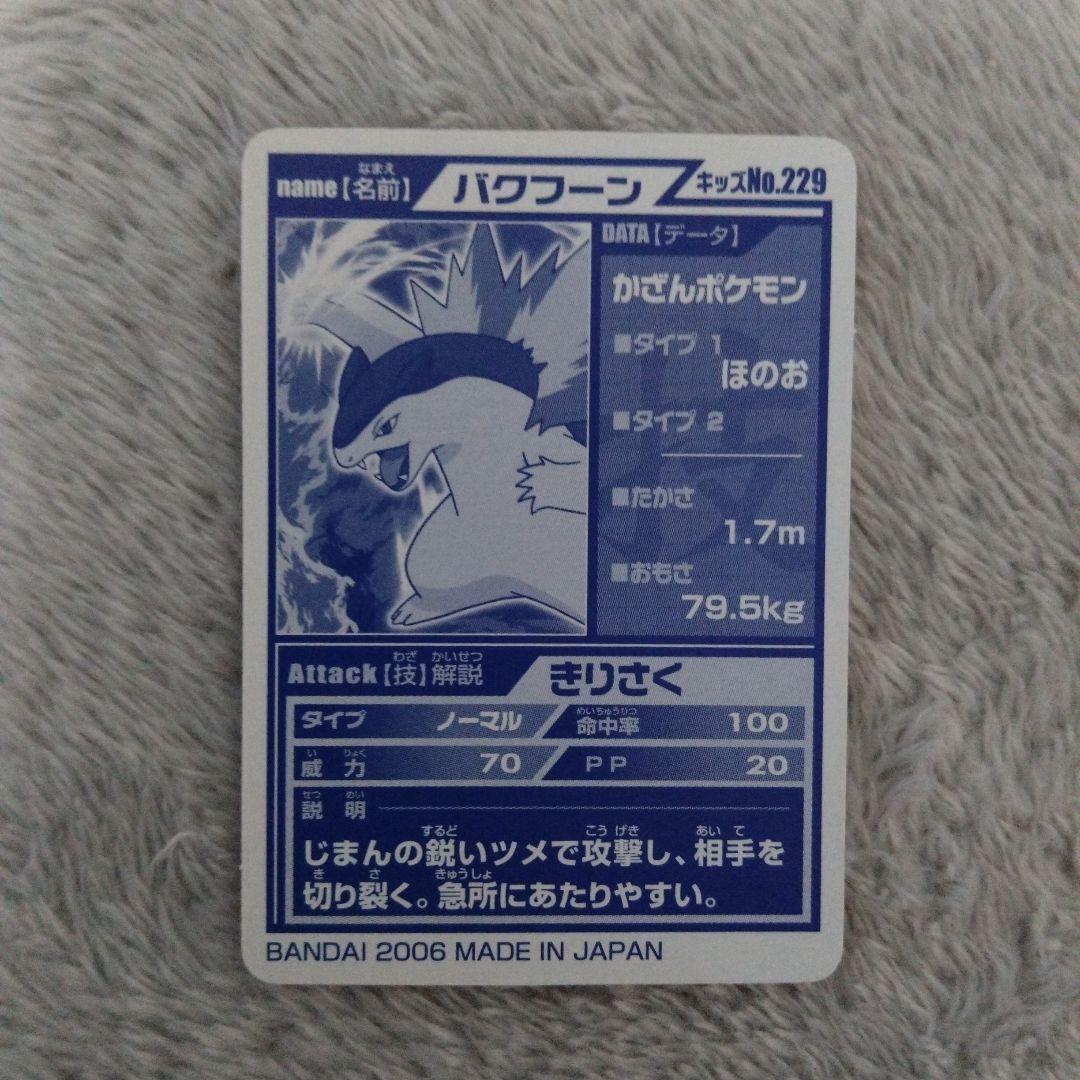 name【名前】 バクフーン キッズNo.229
なまえ
DATA【データ】
かざんポケモン
■タイプ 1
ほのお
■タイプ 2
■たかさ
1.7m
■おもさ
79.5kg
わざ かいせつ
Attack【技】解説 きりさく
めいちゅうりつ
タイプ ノーマル 命中率 100
い りょく
威 力 70 PP 20
せつ めい
説 明
するど こう げき あい て
じまんの鋭いツメで攻撃し、相手を
き さ きゅうしょ
切り裂く。急所にあたりやすい。
BANDAI 2006 MADE IN JAPAN